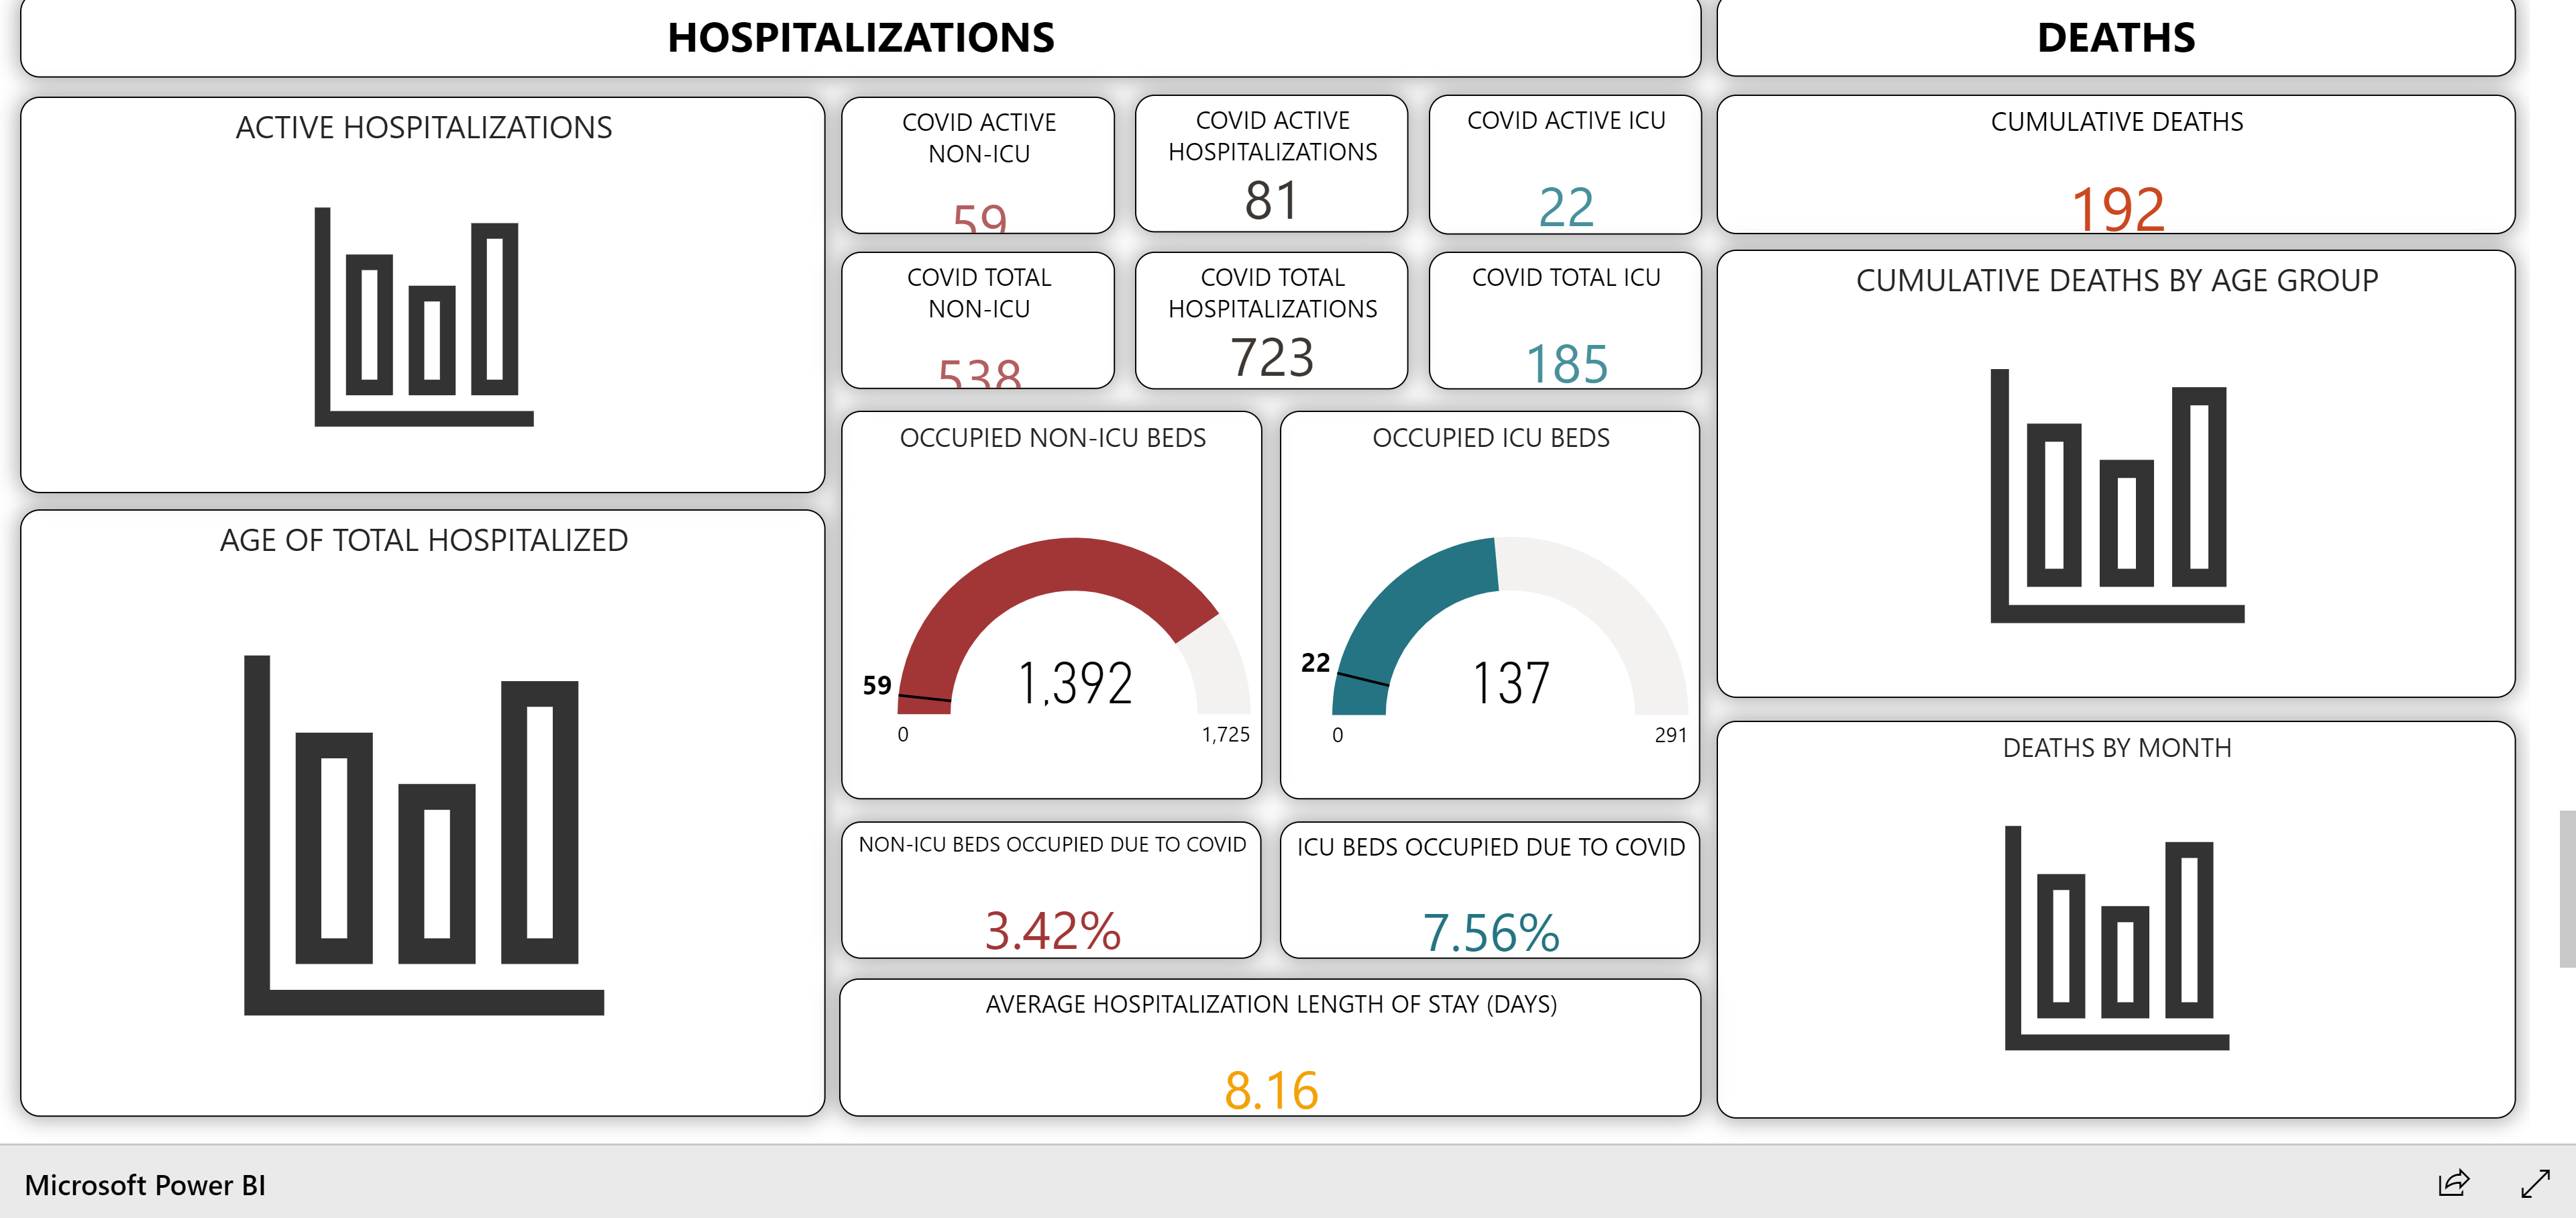 HOSPITALIZATIONS
DEATHS
ACTIVE HOSPITALIZATIONS
AGE OF TOTAL HOSPITALIZED
COVID ACTIVE
NON-ICU
59
COVID ACTIVE
HOSPITALIZATIONS
81
COVID ACTIVE ICU
22
COVID TOTAL
NON-ICU
538
COVID TOTAL
HOSPITALIZATIONS
723
COVID TOTAL ICU
185
OCCUPIED NON-ICU BEDS
59
1,392
0
1,725
OCCUPIED ICU BEDS
22
137
0
291
NON-ICU BEDS OCCUPIED DUE TO COVID
3.42%
ICU BEDS OCCUPIED DUE TO COVID
7.56%
AVERAGE HOSPITALIZATION LENGTH OF STAY (DAYS)
8.16
CUMULATIVE DEATHS
192
CUMULATIVE DEATHS BY AGE GROUP
DEATHS BY MONTH
Microsoft Power BI